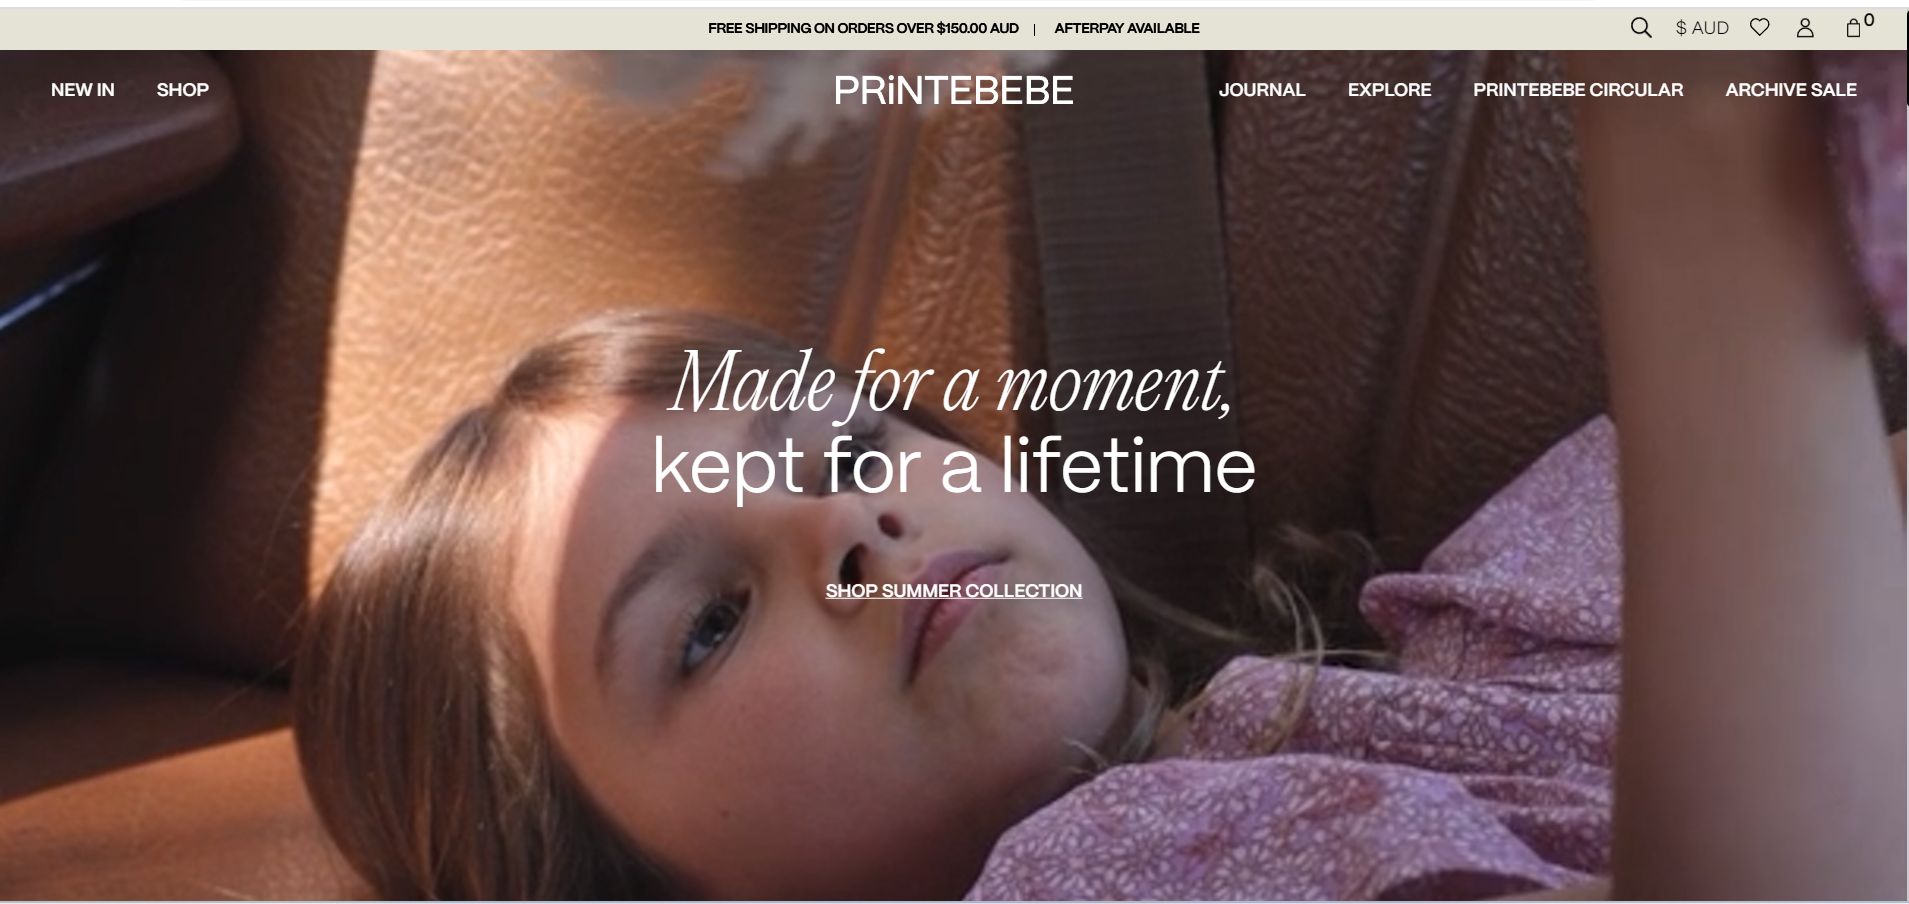 FREE SHIPPING ON ORDERS OVER $150.00 AUD | AFTERPAY AVAILABLE
$ AUD
0
NEW IN
SHOP
PRiNTEBEBE
JOURNAL
EXPLORE
PRINTEBEBE CIRCULAR
ARCHIVE SALE
Made for a moment,
kept for a lifetime
SHOP SUMMER COLLECTION